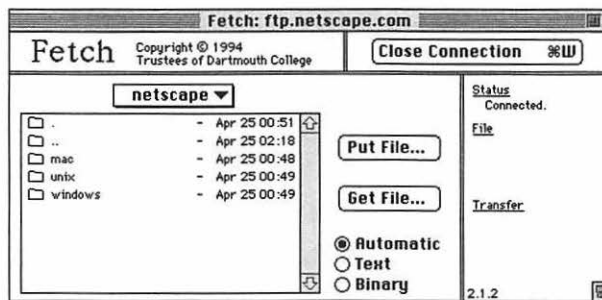 Fetch: ftp.netscape.com
Fetch
Copyright © 1994
Trustees of Dartmouth College
Close Connection ⌘W
netscape
. - Apr 25 00:51
.. - Apr 25 02:18
mac - Apr 25 00:48
unix - Apr 25 00:49
windows - Apr 25 00:49
Put File...
Get File...
Automatic
Text
Binary
Status
Connected.
File
Transfer
2.1.2